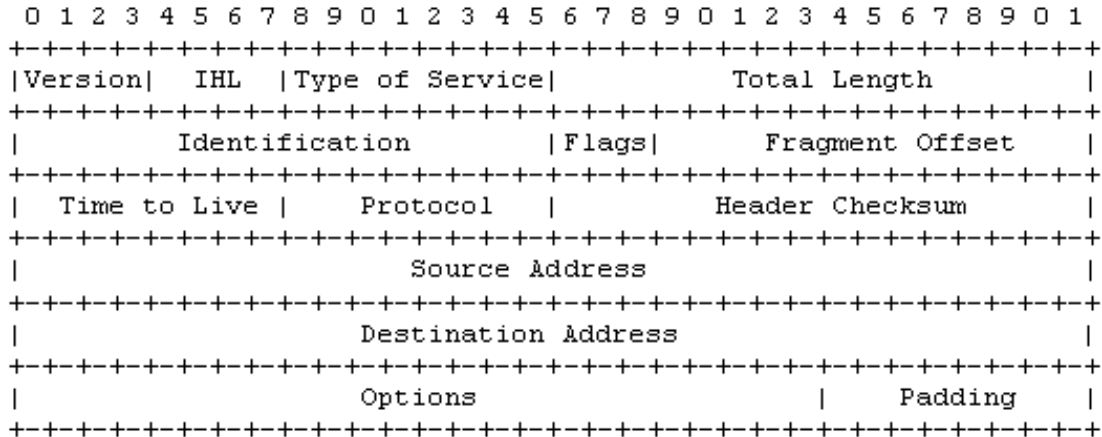 0 1 2 3 4 5 6 7 8 9 0 1 2 3 4 5 6 7 8 9 0 1 2 3 4 5 6 7 8 9 0 1
+-+-+-+-+-+-+-+-+-+-+-+-+-+-+-+-+-+-+-+-+-+-+-+-+-+-+-+-+-+-+-+-+
|Version|  IHL  |Type of Service|          Total Length         |
+-+-+-+-+-+-+-+-+-+-+-+-+-+-+-+-+-+-+-+-+-+-+-+-+-+-+-+-+-+-+-+-+
|         Identification        |Flags|      Fragment Offset    |
+-+-+-+-+-+-+-+-+-+-+-+-+-+-+-+-+-+-+-+-+-+-+-+-+-+-+-+-+-+-+-+-+
|  Time to Live |    Protocol   |         Header Checksum       |
+-+-+-+-+-+-+-+-+-+-+-+-+-+-+-+-+-+-+-+-+-+-+-+-+-+-+-+-+-+-+-+-+
|                       Source Address                          |
+-+-+-+-+-+-+-+-+-+-+-+-+-+-+-+-+-+-+-+-+-+-+-+-+-+-+-+-+-+-+-+-+
|                    Destination Address                        |
+-+-+-+-+-+-+-+-+-+-+-+-+-+-+-+-+-+-+-+-+-+-+-+-+-+-+-+-+-+-+-+-+
|                    Options                    |    Padding    |
+-+-+-+-+-+-+-+-+-+-+-+-+-+-+-+-+-+-+-+-+-+-+-+-+-+-+-+-+-+-+-+-+